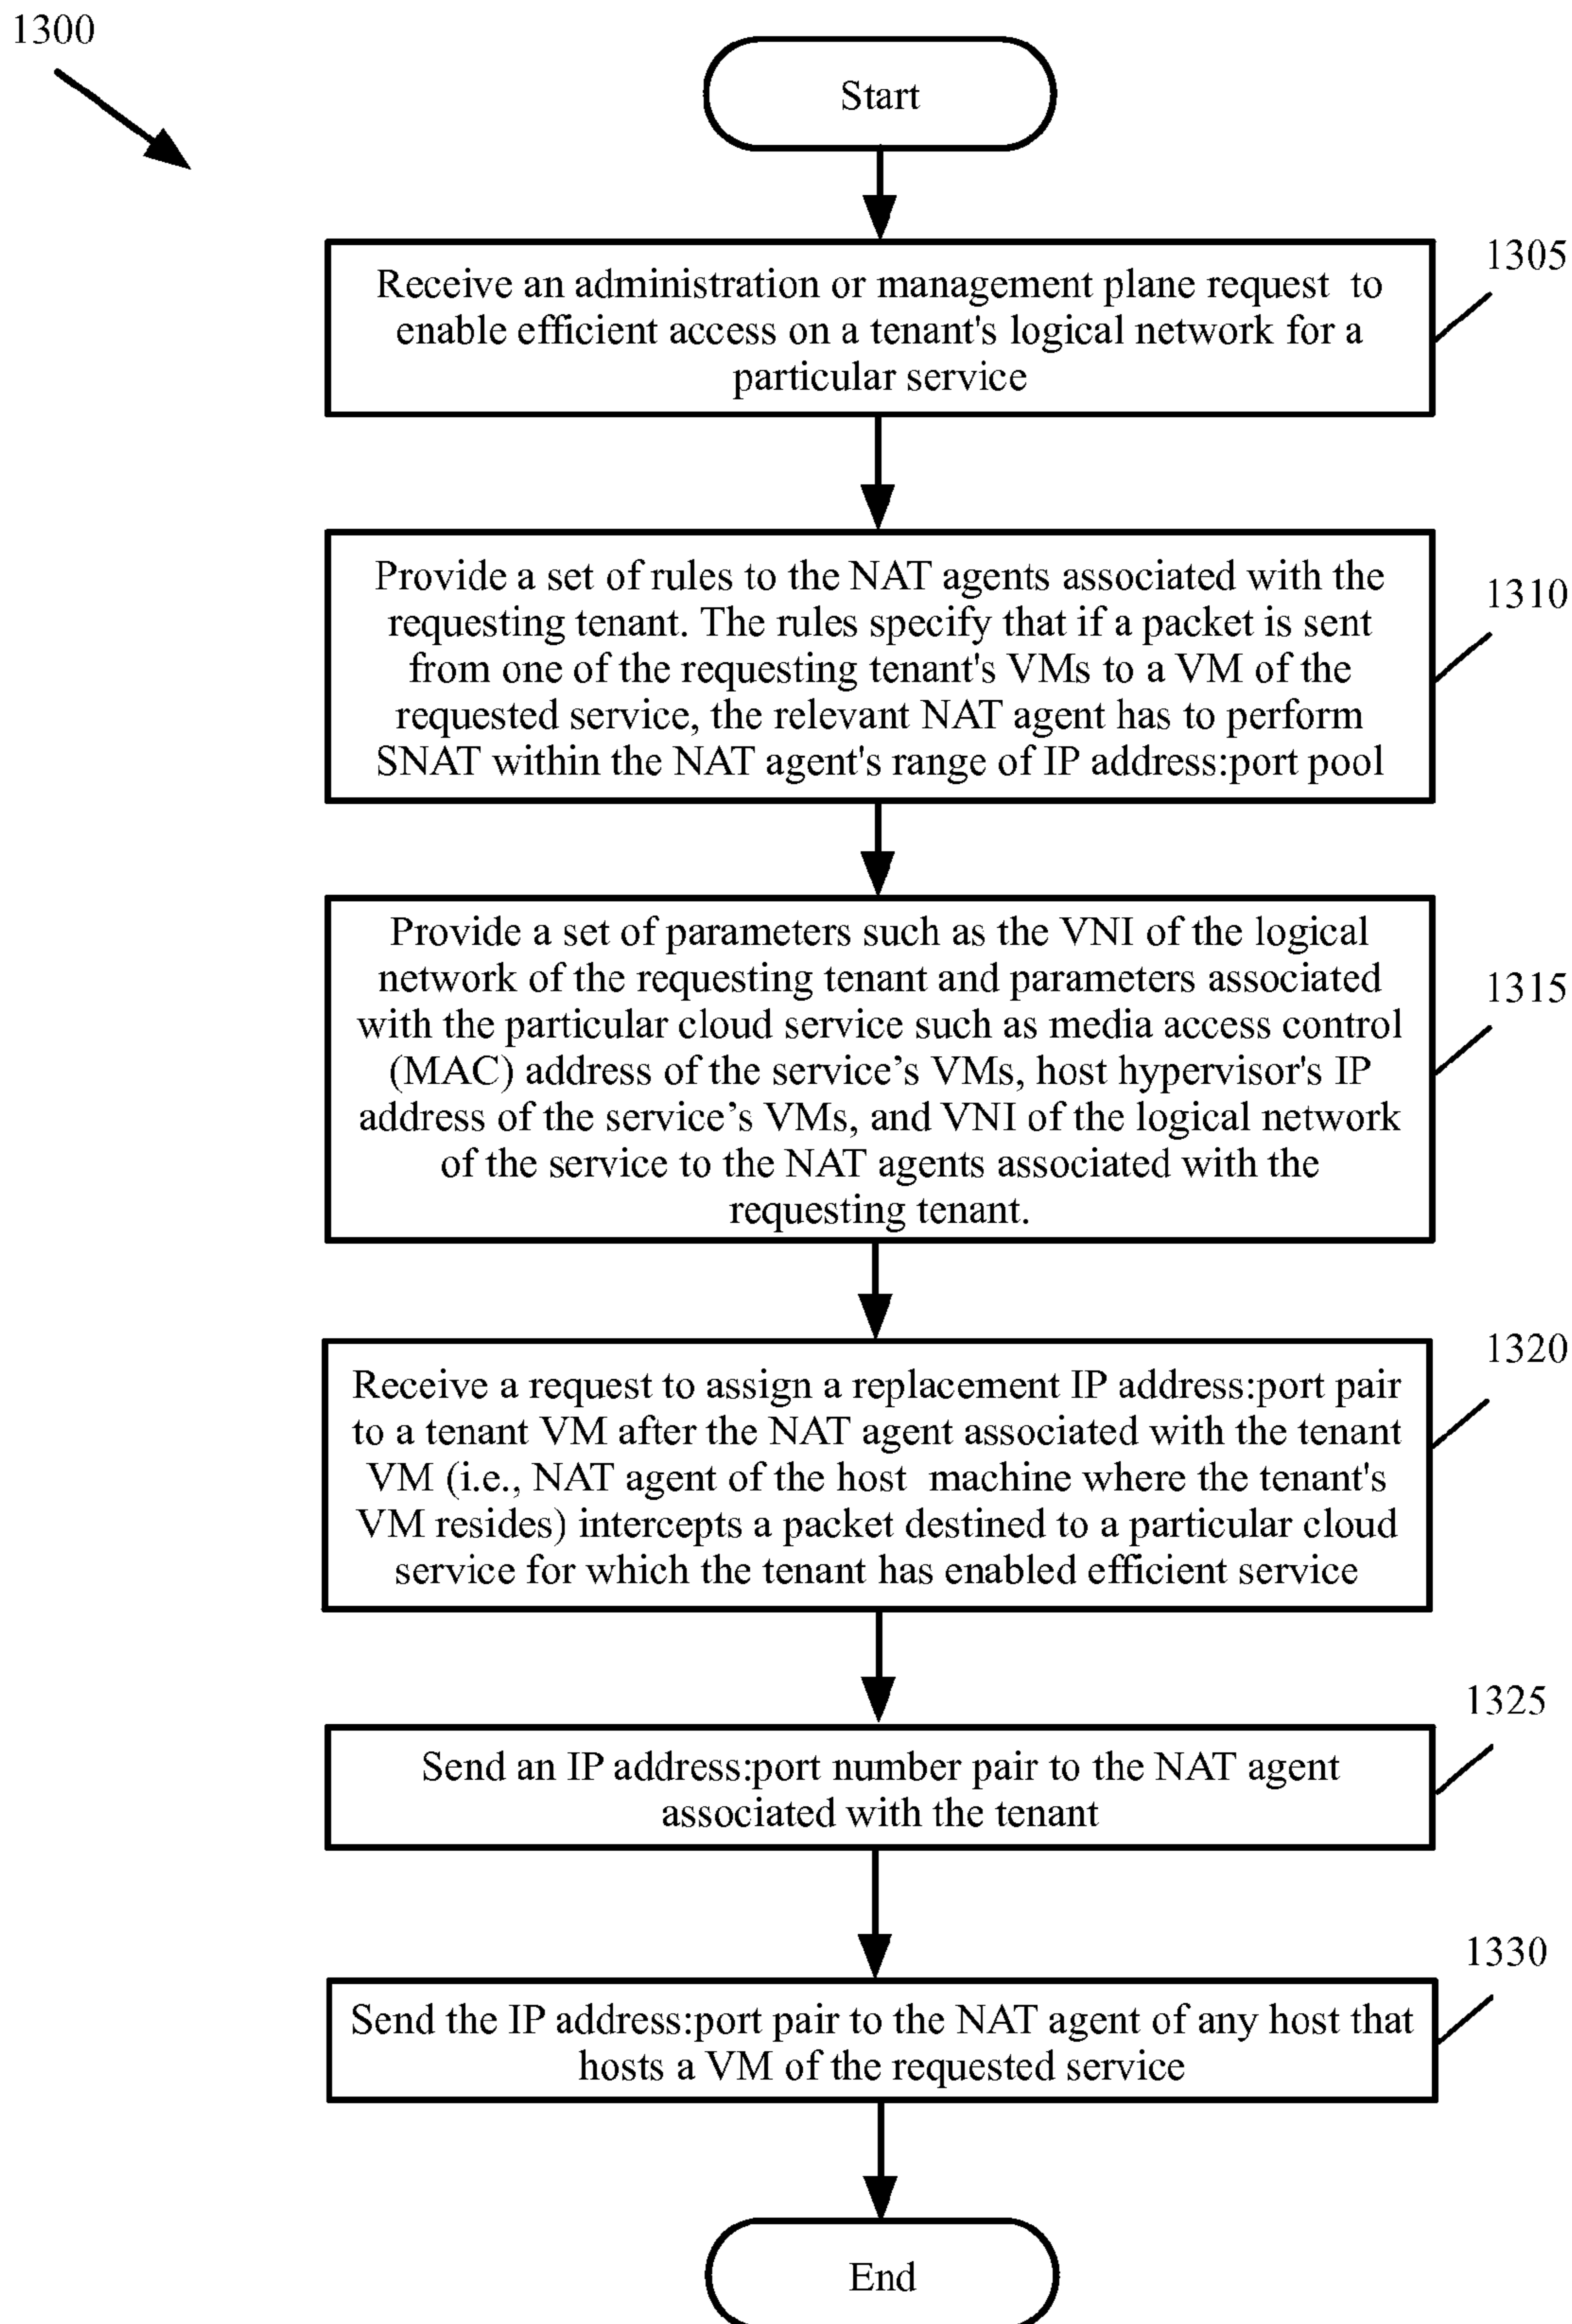 1300
Start
1305
Receive an administration or management plane request to
enable efficient access on a tenant's logical network for a
particular service
1310
Provide a set of rules to the NAT agents associated with the
requesting tenant. The rules specify that if a packet is sent
from one of the requesting tenant's VMs to a VM of the
requested service, the relevant NAT agent has to perform
SNAT within the NAT agent's range of IP address:port pool
1315
Provide a set of parameters such as the VNI of the logical
network of the requesting tenant and parameters associated
with the particular cloud service such as media access control
(MAC) address of the service’s VMs, host hypervisor's IP
address of the service’s VMs, and VNI of the logical network
of the service to the NAT agents associated with the
requesting tenant.
1320
Receive a request to assign a replacement IP address:port pair
to a tenant VM after the NAT agent associated with the tenant
VM (i.e., NAT agent of the host machine where the tenant's
VM resides) intercepts a packet destined to a particular cloud
service for which the tenant has enabled efficient service
1325
Send an IP address:port number pair to the NAT agent
associated with the tenant
1330
Send the IP address:port pair to the NAT agent of any host that
hosts a VM of the requested service
End